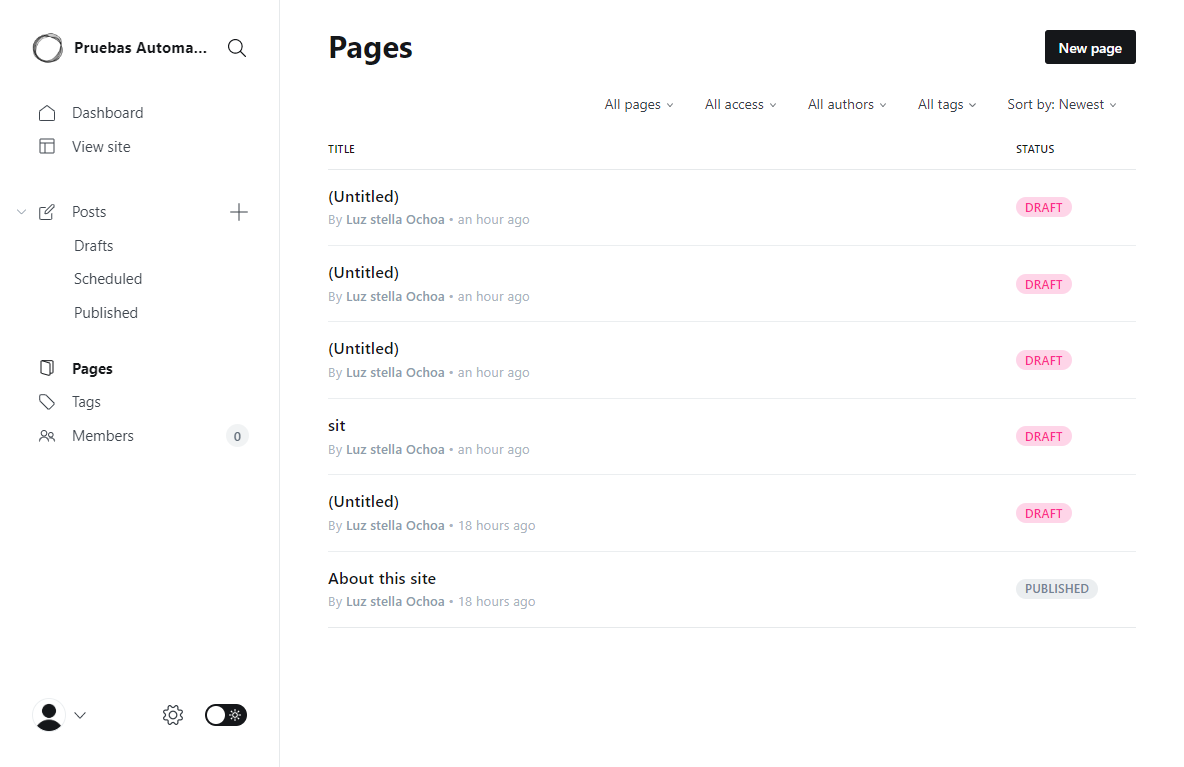 Pruebas Automa...
Dashboard
View site
Posts
Drafts
Scheduled
Published
Pages
Tags
Members 0
Pages
New page
All pages All access All authors All tags Sort by: Newest
TITLE STATUS
(Untitled)
By Luz stella Ochoa • an hour ago
DRAFT
(Untitled)
By Luz stella Ochoa • an hour ago
DRAFT
(Untitled)
By Luz stella Ochoa • an hour ago
DRAFT
sit
By Luz stella Ochoa • an hour ago
DRAFT
(Untitled)
By Luz stella Ochoa • 18 hours ago
DRAFT
About this site
By Luz stella Ochoa • 18 hours ago
PUBLISHED